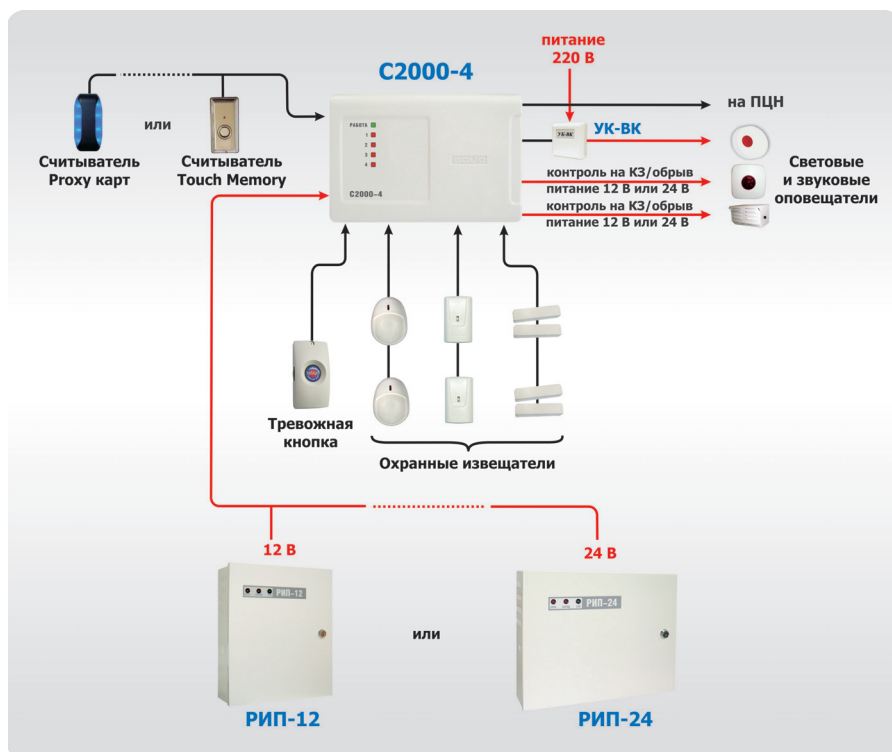 питание
220 В
С2000-4
на ПЦН
УК-ВК
УК-ВК
или
Считыватель
Proxy карт
Считыватель
Touch Memory
РАБОТА
1
2
3
4
С2000-4
контроль на КЗ/обрыв
питание 12 В или 24 В
контроль на КЗ/обрыв
питание 12 В или 24 В
Световые
и звуковые
оповещатели
Тревожная
кнопка
Охранные извещатели
12 В
24 В
РИП-12
РИП-24
или
РИП-12
РИП-24